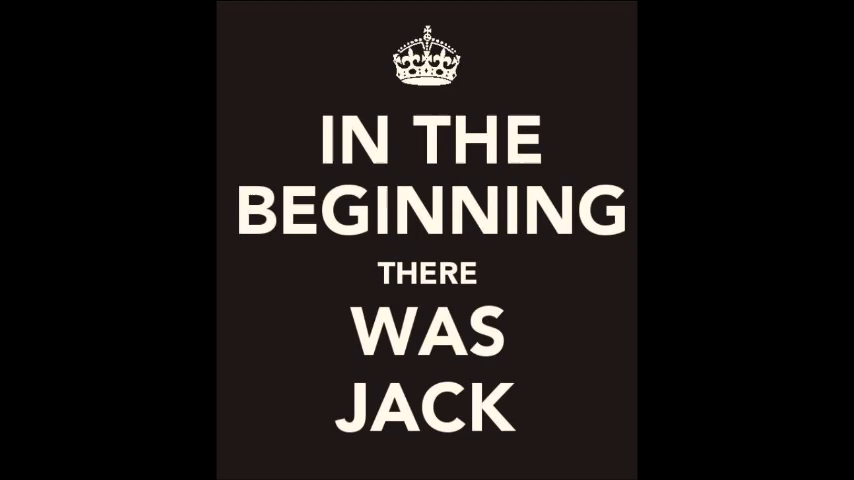 IN THE
BEGINNING
THERE
WAS
JACK